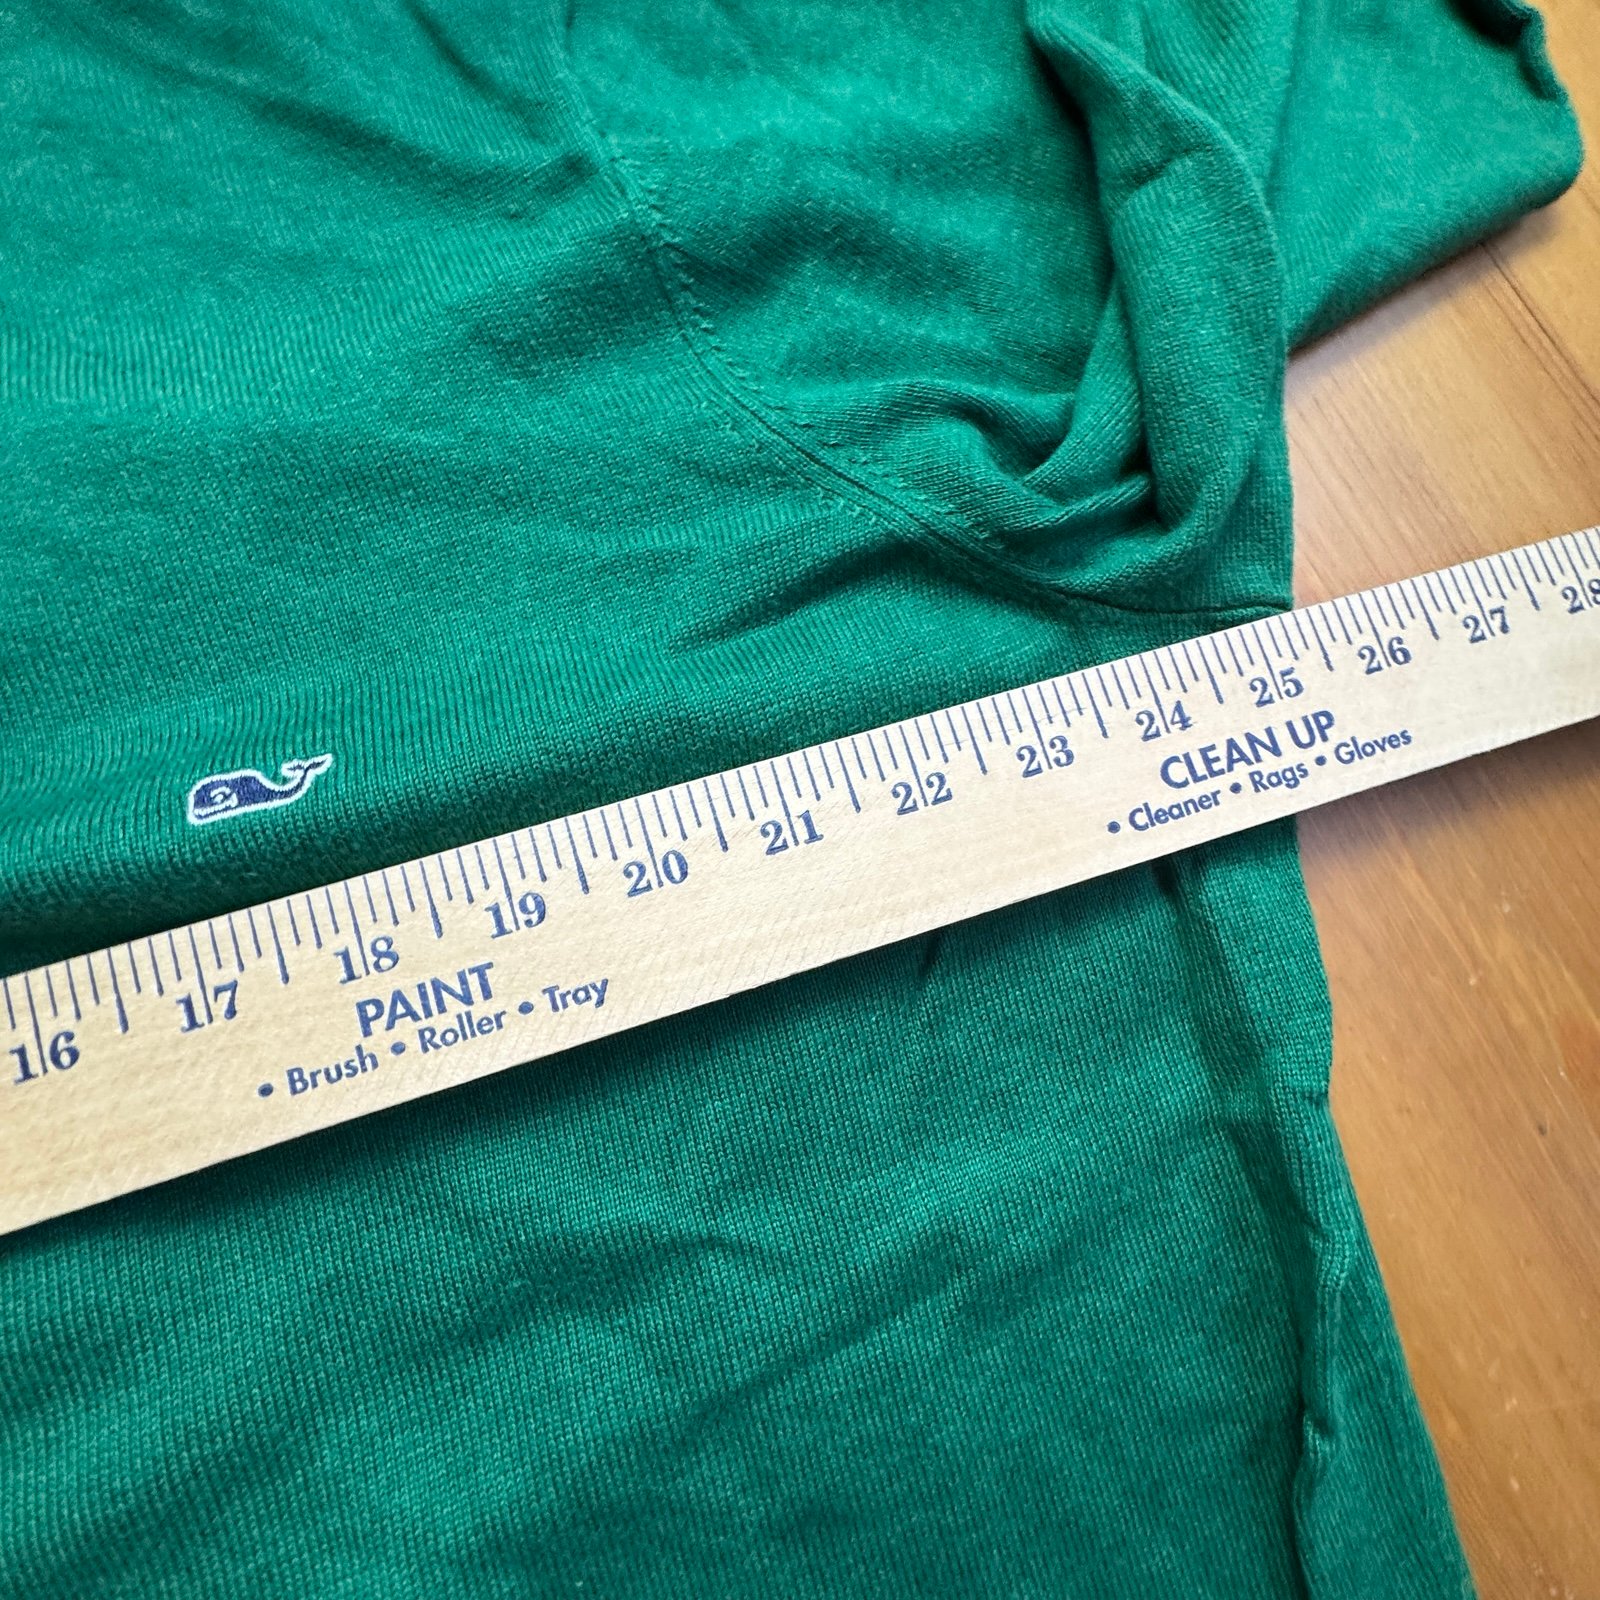 16 17 18 19 20 21 22 23 24 25 26 27 28
PAINT
• Brush • Roller • Tray
CLEAN UP
• Cleaner • Rags • Gloves